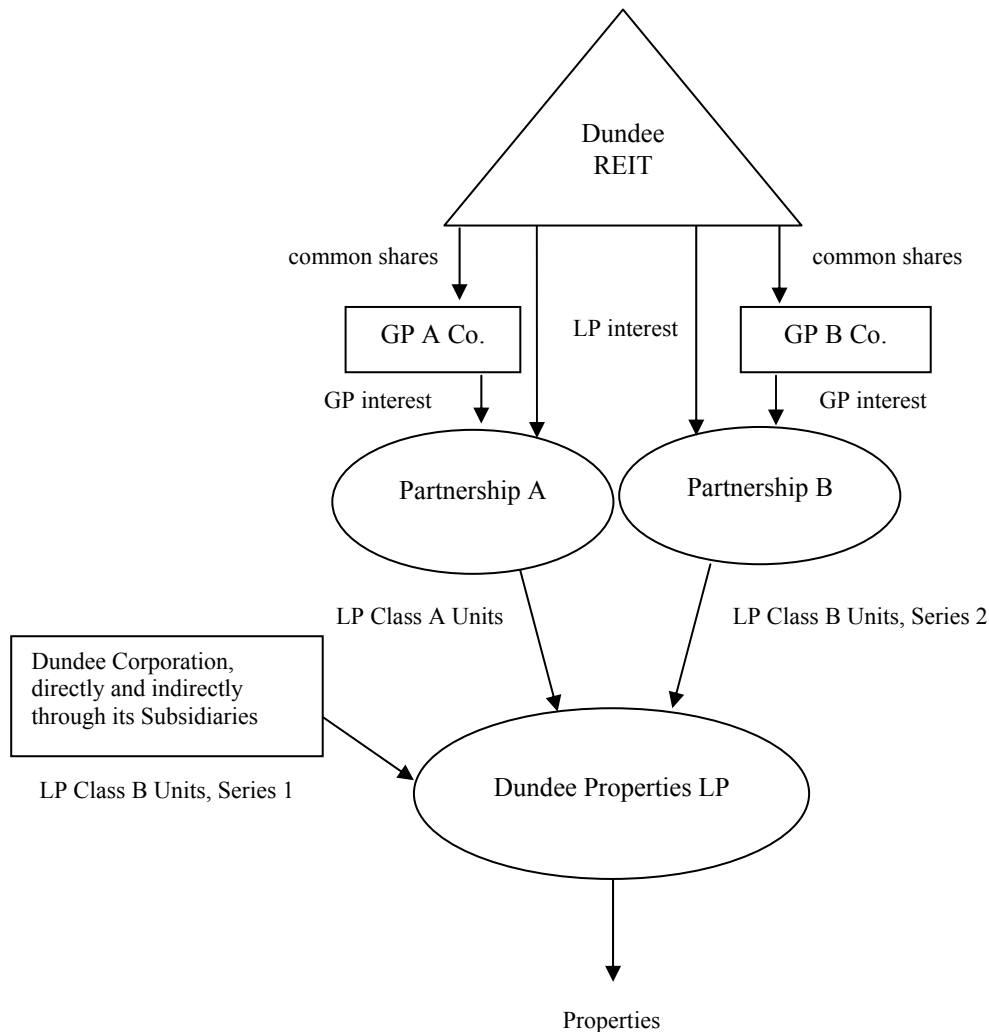 Dundee
REIT
common shares
common shares
GP A Co.
LP interest
GP B Co.
GP interest
GP interest
Partnership A
Partnership B
LP Class A Units
LP Class B Units, Series 2
Dundee Corporation,
directly and indirectly
through its Subsidiaries
LP Class B Units, Series 1
Dundee Properties LP
Properties